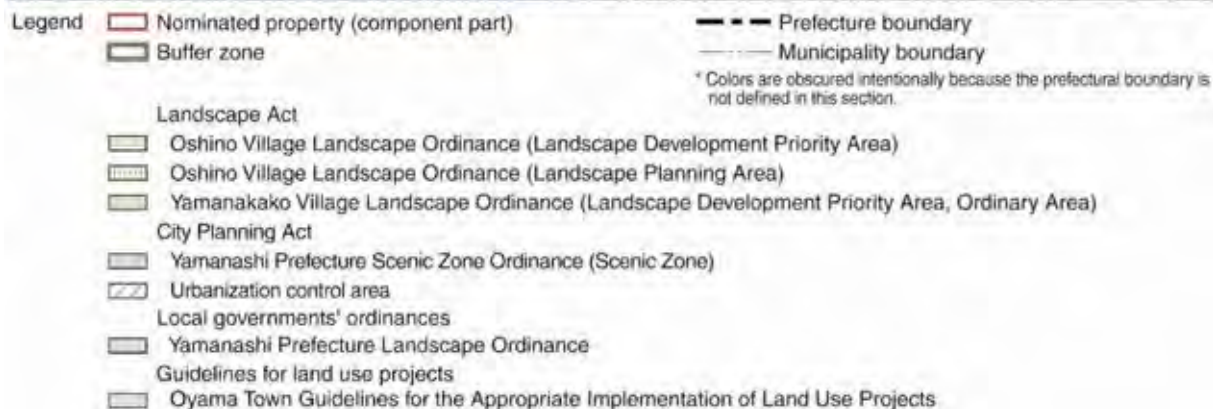 Legend Nominated property (component part)
Buffer zone
Prefecture boundary
Municipality boundary
* Colors are obscured intentionally because the prefectural boundary is
not defined in this section.
Landscape Act
Oshino Village Landscape Ordinance (Landscape Development Priority Area)
Oshino Village Landscape Ordinance (Landscape Planning Area)
Yamanakako Village Landscape Ordinance (Landscape Development Priority Area, Ordinary Area)
City Planning Act
Yamanashi Prefecture Scenic Zone Ordinance (Scenic Zone)
Urbanization control area
Local governments' ordinances
Yamanashi Prefecture Landscape Ordinance
Guidelines for land use projects
Oyama Town Guidelines for the Appropriate Implementation of Land Use Projects